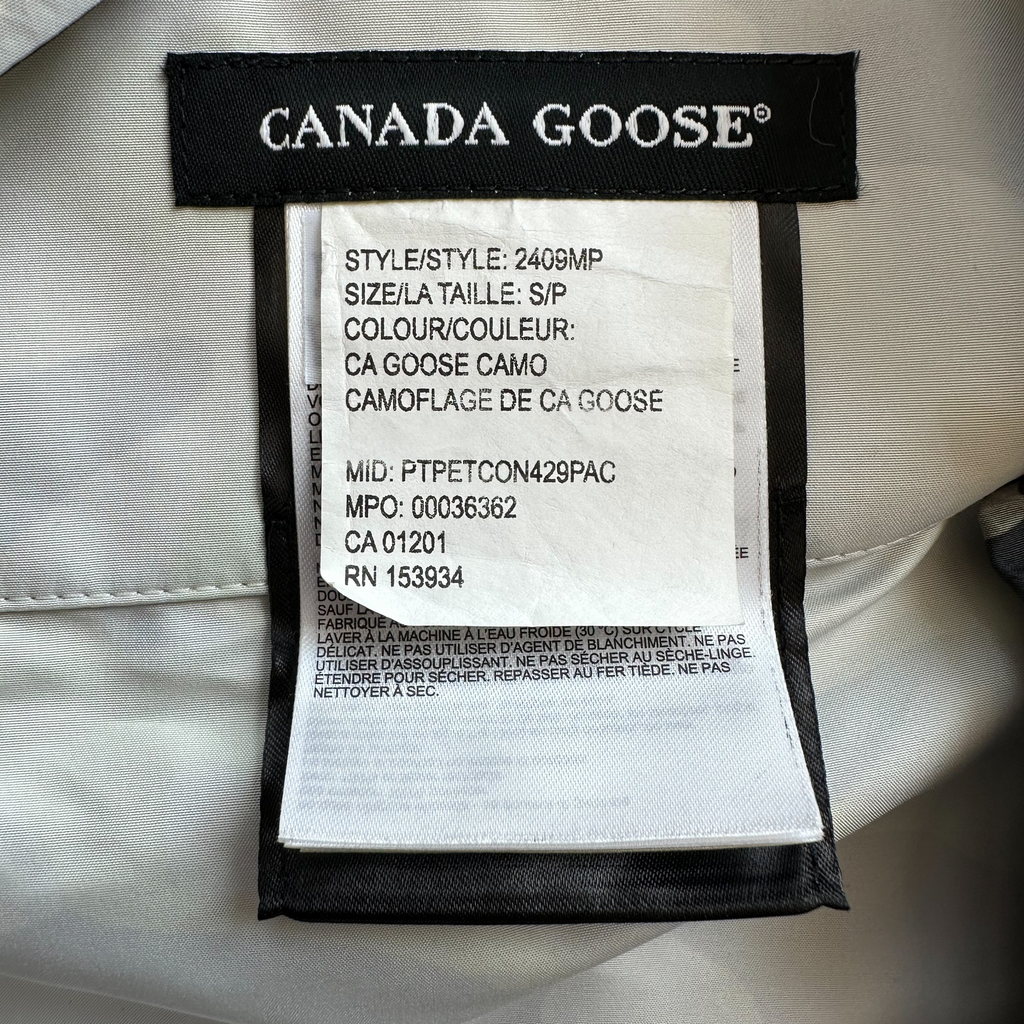 CANADA GOOSE®
STYLE/STYLE: 2409MP
SIZE/LA TAILLE: S/P
COLOUR/COULEUR:
CA GOOSE CAMO
CAMOFLAGE DE CA GOOSE
MID: PTPETCON429PAC
MPO: 00036362
CA 01201
RN 153934
SAUF LA
LAVER À LA MACHINE À L'EAU FROIDE (30 °C) SUR CYCLE
DÉLICAT. NE PAS UTILISER D'AGENT DE BLANCHIMENT. NE PAS
UTILISER D'ASSOUPLISSANT. NE PAS SÉCHER AU SÈCHE-LINGE.
ÉTENDRE POUR SÉCHER. REPASSER AU FER TIÈDE. NE PAS
NETTOYER À SEC.